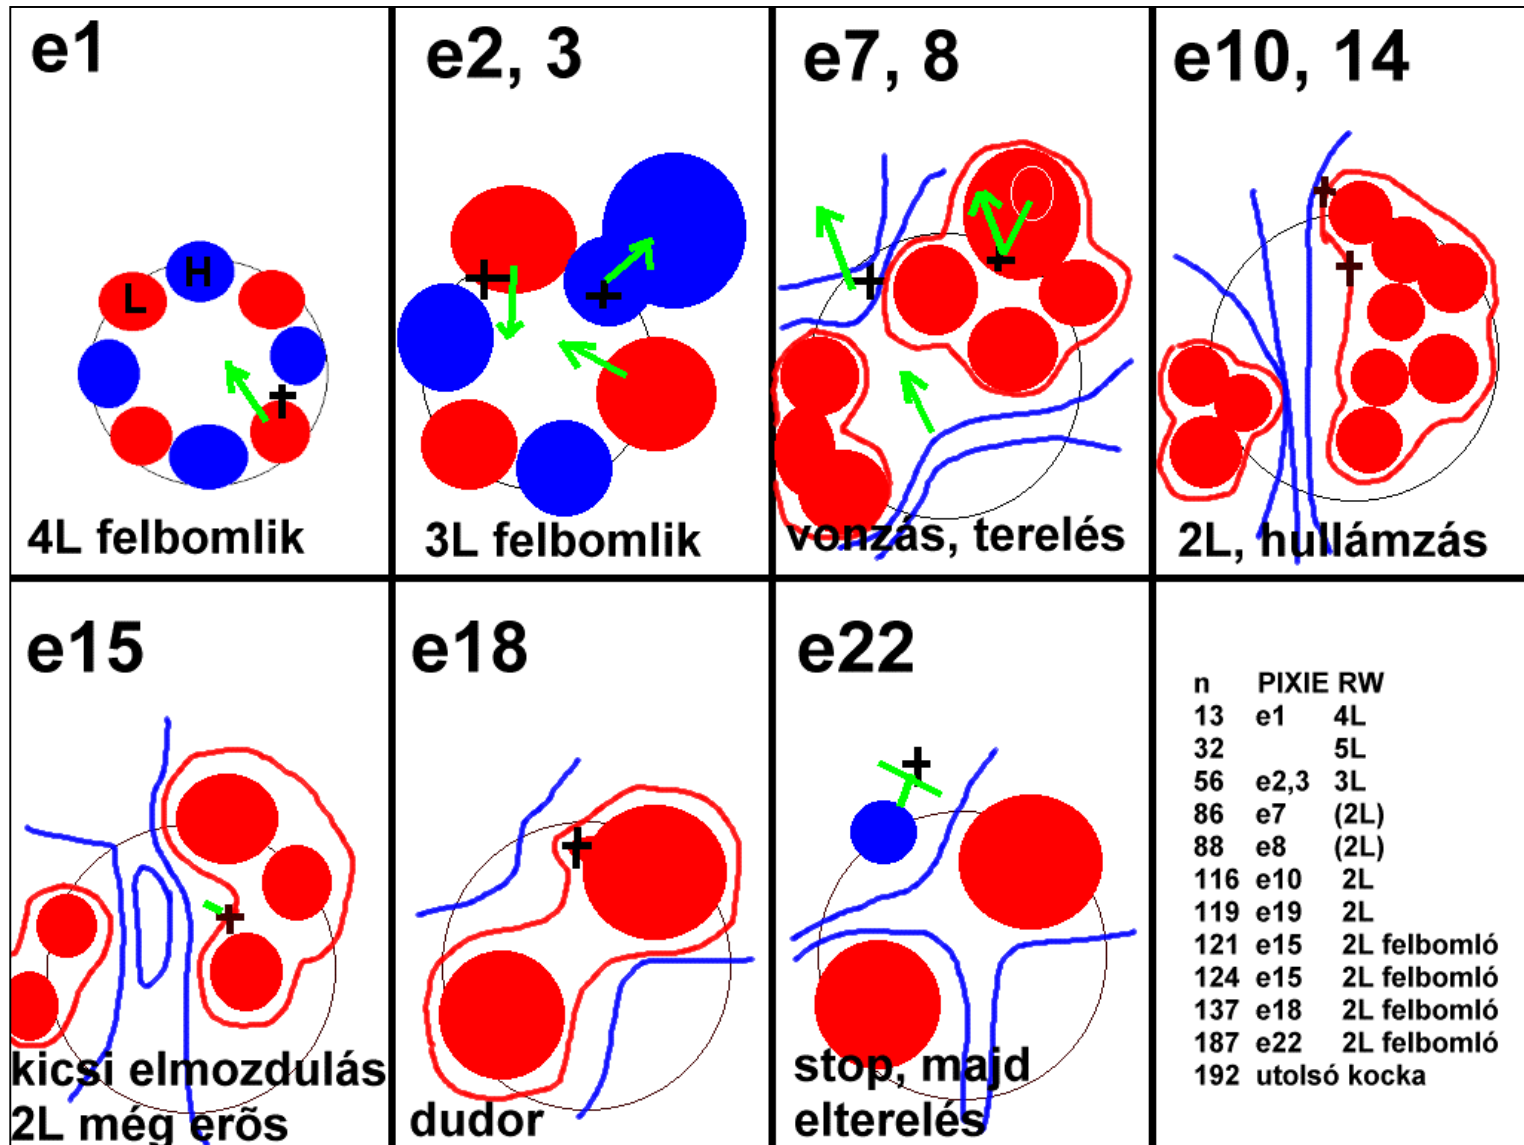 e1
H
L
4L felbomlik
e2, 3
3L felbomlik
e7, 8
vonzás, terelés
e10, 14
2L, hullámzás
e15
kicsi elmozdulás
2L még erõs
e18
dudor
e22
stop, majd
elterelés
n PIXIE RW
13 e1 4L
32 5L
56 e2,3 3L
86 e7 (2L)
88 e8 (2L)
116 e10 2L
119 e19 2L
121 e15 2L felbomló
124 e15 2L felbomló
137 e18 2L felbomló
187 e22 2L felbomló
192 utolsó kocka